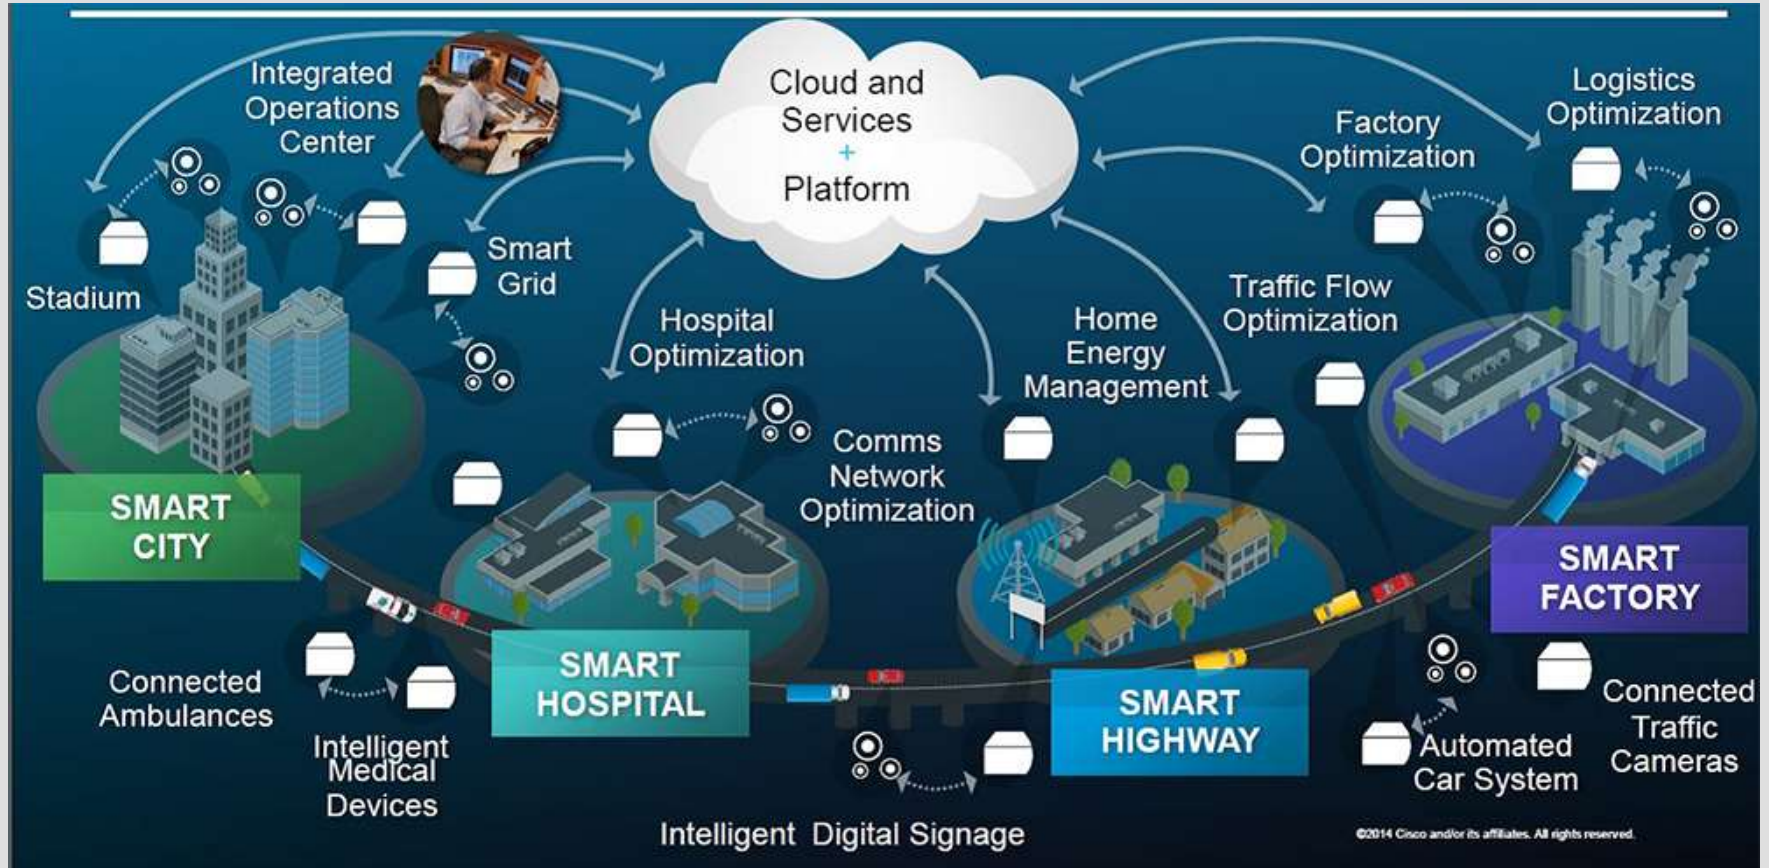 Integrated
Operations
Center
Cloud and
Services
+
Platform
Logistics
Optimization
Factory
Optimization
Stadium
Smart
Grid
Hospital
Optimization
Home
Energy
Management
Traffic Flow
Optimization
Comms
Network
Optimization
SMART
CITY
SMART
HOSPITAL
SMART
HIGHWAY
SMART
FACTORY
Connected
Ambulances
Intelligent
Medical
Devices
Intelligent Digital Signage
Automated
Car System
Connected
Traffic
Cameras
©2014 Cisco and/or its affiliates. All rights reserved.